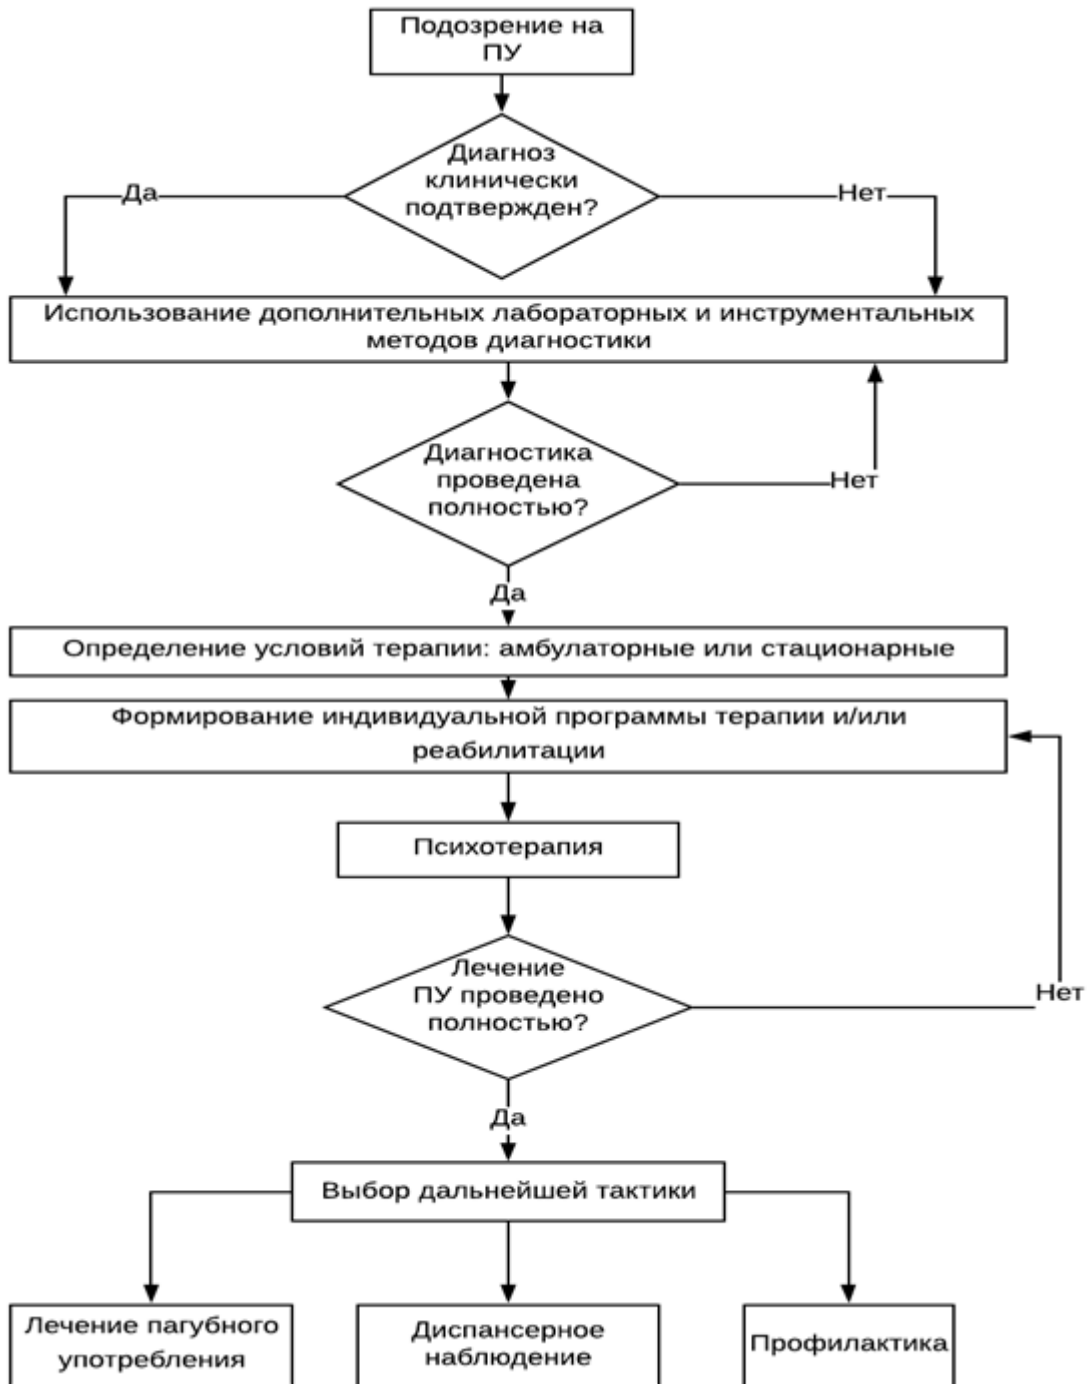 Подозрение на
ПУ
Диагноз
клинически
подтвержден?
Да
Нет
Использование дополнительных лабораторных и инструментальных
методов диагностики
Диагностика
проведена
полностью?
Нет
Да
Определение условий терапии: амбулаторные или стационарные
Формирование индивидуальной программы терапии и/или
реабилитации
Психотерапия
Лечение
ПУ проведено
полностью?
Нет
Да
Выбор дальнейшей тактики
Лечение пагубного
употребления
Диспансерное
наблюдение
Профилактика